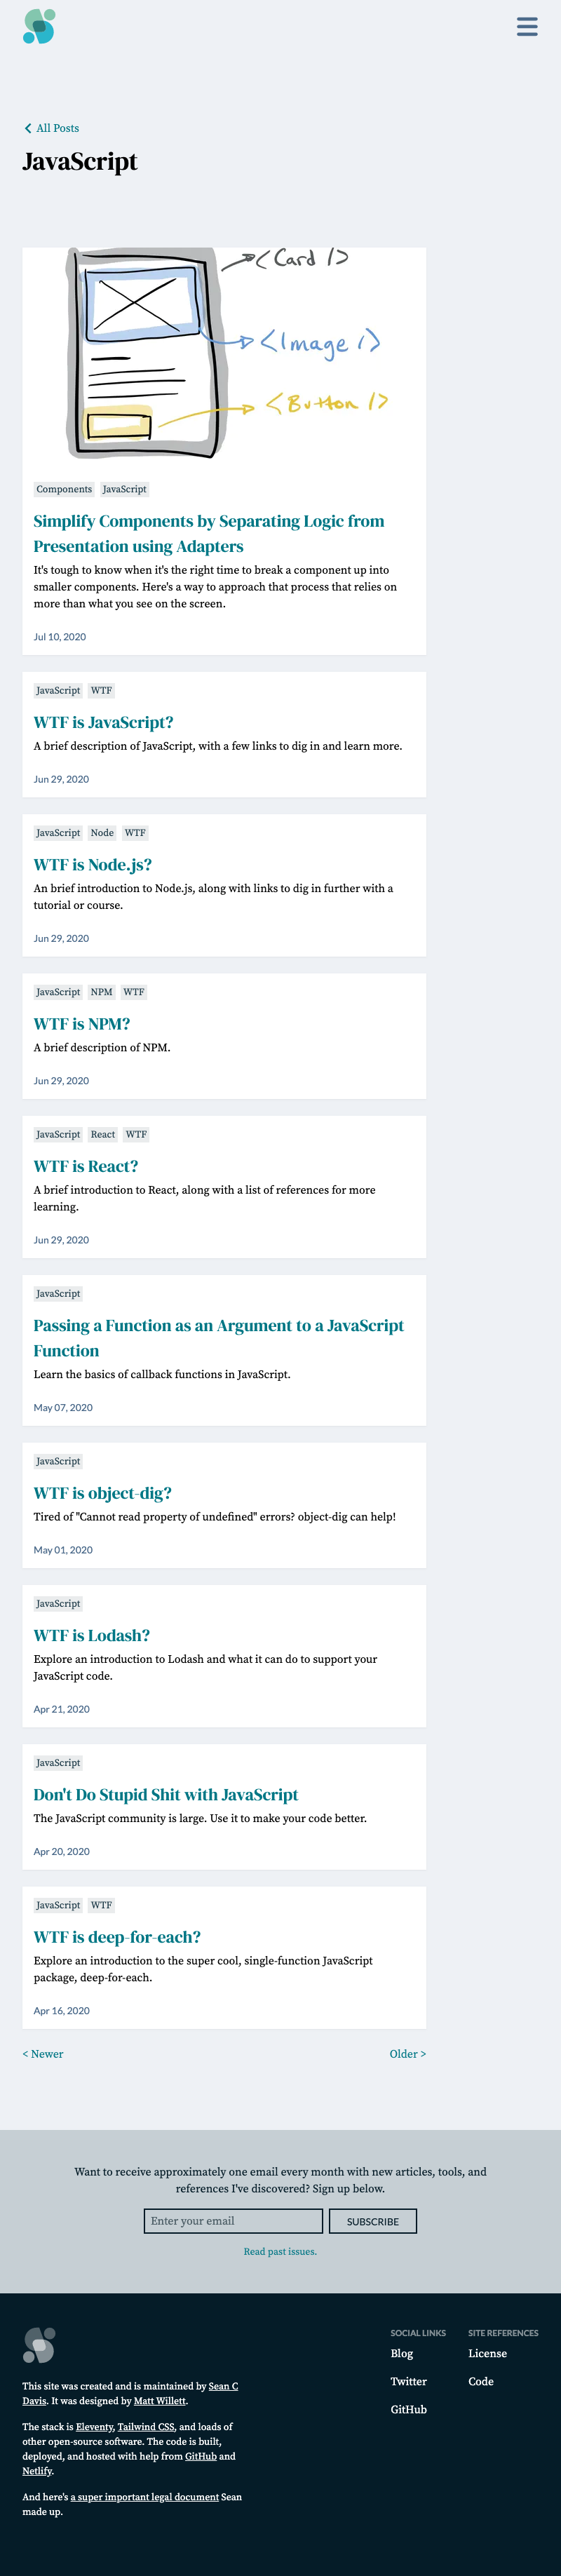 All Posts
JavaScript
<Card />
<Image />
<Button />
Components JavaScript
Simplify Components by Separating Logic from
Presentation using Adapters
It's tough to know when it's the right time to break a component up into
smaller components. Here's a way to approach that process that relies on
more than what you see on the screen.
Jul 10, 2020
JavaScript WTF
WTF is JavaScript?
A brief description of JavaScript, with a few links to dig in and learn more.
Jun 29, 2020
JavaScript Node WTF
WTF is Node.js?
An brief introduction to Node.js, along with links to dig in further with a
tutorial or course.
Jun 29, 2020
JavaScript NPM WTF
WTF is NPM?
A brief description of NPM.
Jun 29, 2020
JavaScript React WTF
WTF is React?
A brief introduction to React, along with a list of references for more
learning.
Jun 29, 2020
JavaScript
Passing a Function as an Argument to a JavaScript
Function
Learn the basics of callback functions in JavaScript.
May 07, 2020
JavaScript
WTF is object-dig?
Tired of "Cannot read property of undefined" errors? object-dig can help!
May 01, 2020
JavaScript
WTF is Lodash?
Explore an introduction to Lodash and what it can do to support your
JavaScript code.
Apr 21, 2020
JavaScript
Don't Do Stupid Shit with JavaScript
The JavaScript community is large. Use it to make your code better.
Apr 20, 2020
JavaScript WTF
WTF is deep-for-each?
Explore an introduction to the super cool, single-function JavaScript
package, deep-for-each.
Apr 16, 2020
< Newer Older >
Want to receive approximately one email every month with new articles, tools, and
references I've discovered? Sign up below.
Enter your email SUBSCRIBE
Read past issues.
This site was created and is maintained by Sean C
Davis. It was designed by Matt Willett.
The stack is Eleventy, Tailwind CSS, and loads of
other open-source software. The code is built,
deployed, and hosted with help from GitHub and
Netlify.
And here's a super important legal document Sean
made up.
SOCIAL LINKS
Blog
Twitter
GitHub
SITE REFERENCES
License
Code